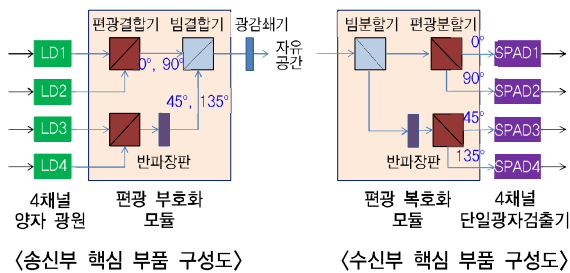 편광결합기 빔결합기 광감쇄기
LD1
LD2
LD3
LD4
0°, 90°
45°, 135°
자유
공간
반파장판
4채널
양자 광원
편광 부호화
모듈
<송신부 핵심 부품 구성도>
빔분할기 편광분할기
0°
90°
45°
135°
SPAD1
SPAD2
SPAD3
SPAD4
반파장판
편광 복호화
모듈
4채널
단일광자검출기
<수신부 핵심 부품 구성도>